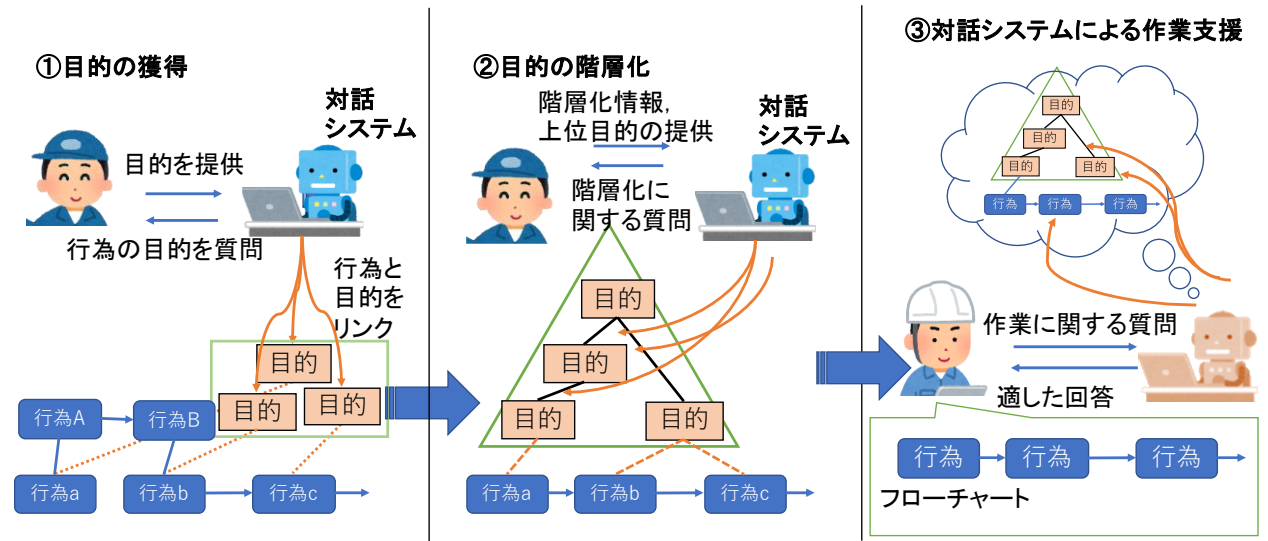 ①目的の獲得
対話
システム
目的を提供
行為の目的を質問
行為と
目的を
リンク
目的
目的
目的
行為A
行為B
行為a
行為b
行為c
②目的の階層化
階層化情報,
上位目的の提供
対話
システム
階層化に
関する質問
目的
目的
目的
目的
行為a
行為b
行為c
③対話システムによる作業支援
目的
目的
目的
目的
行為
行為
行為
作業に関する質問
適した回答
行為
行為
行為
フローチャート